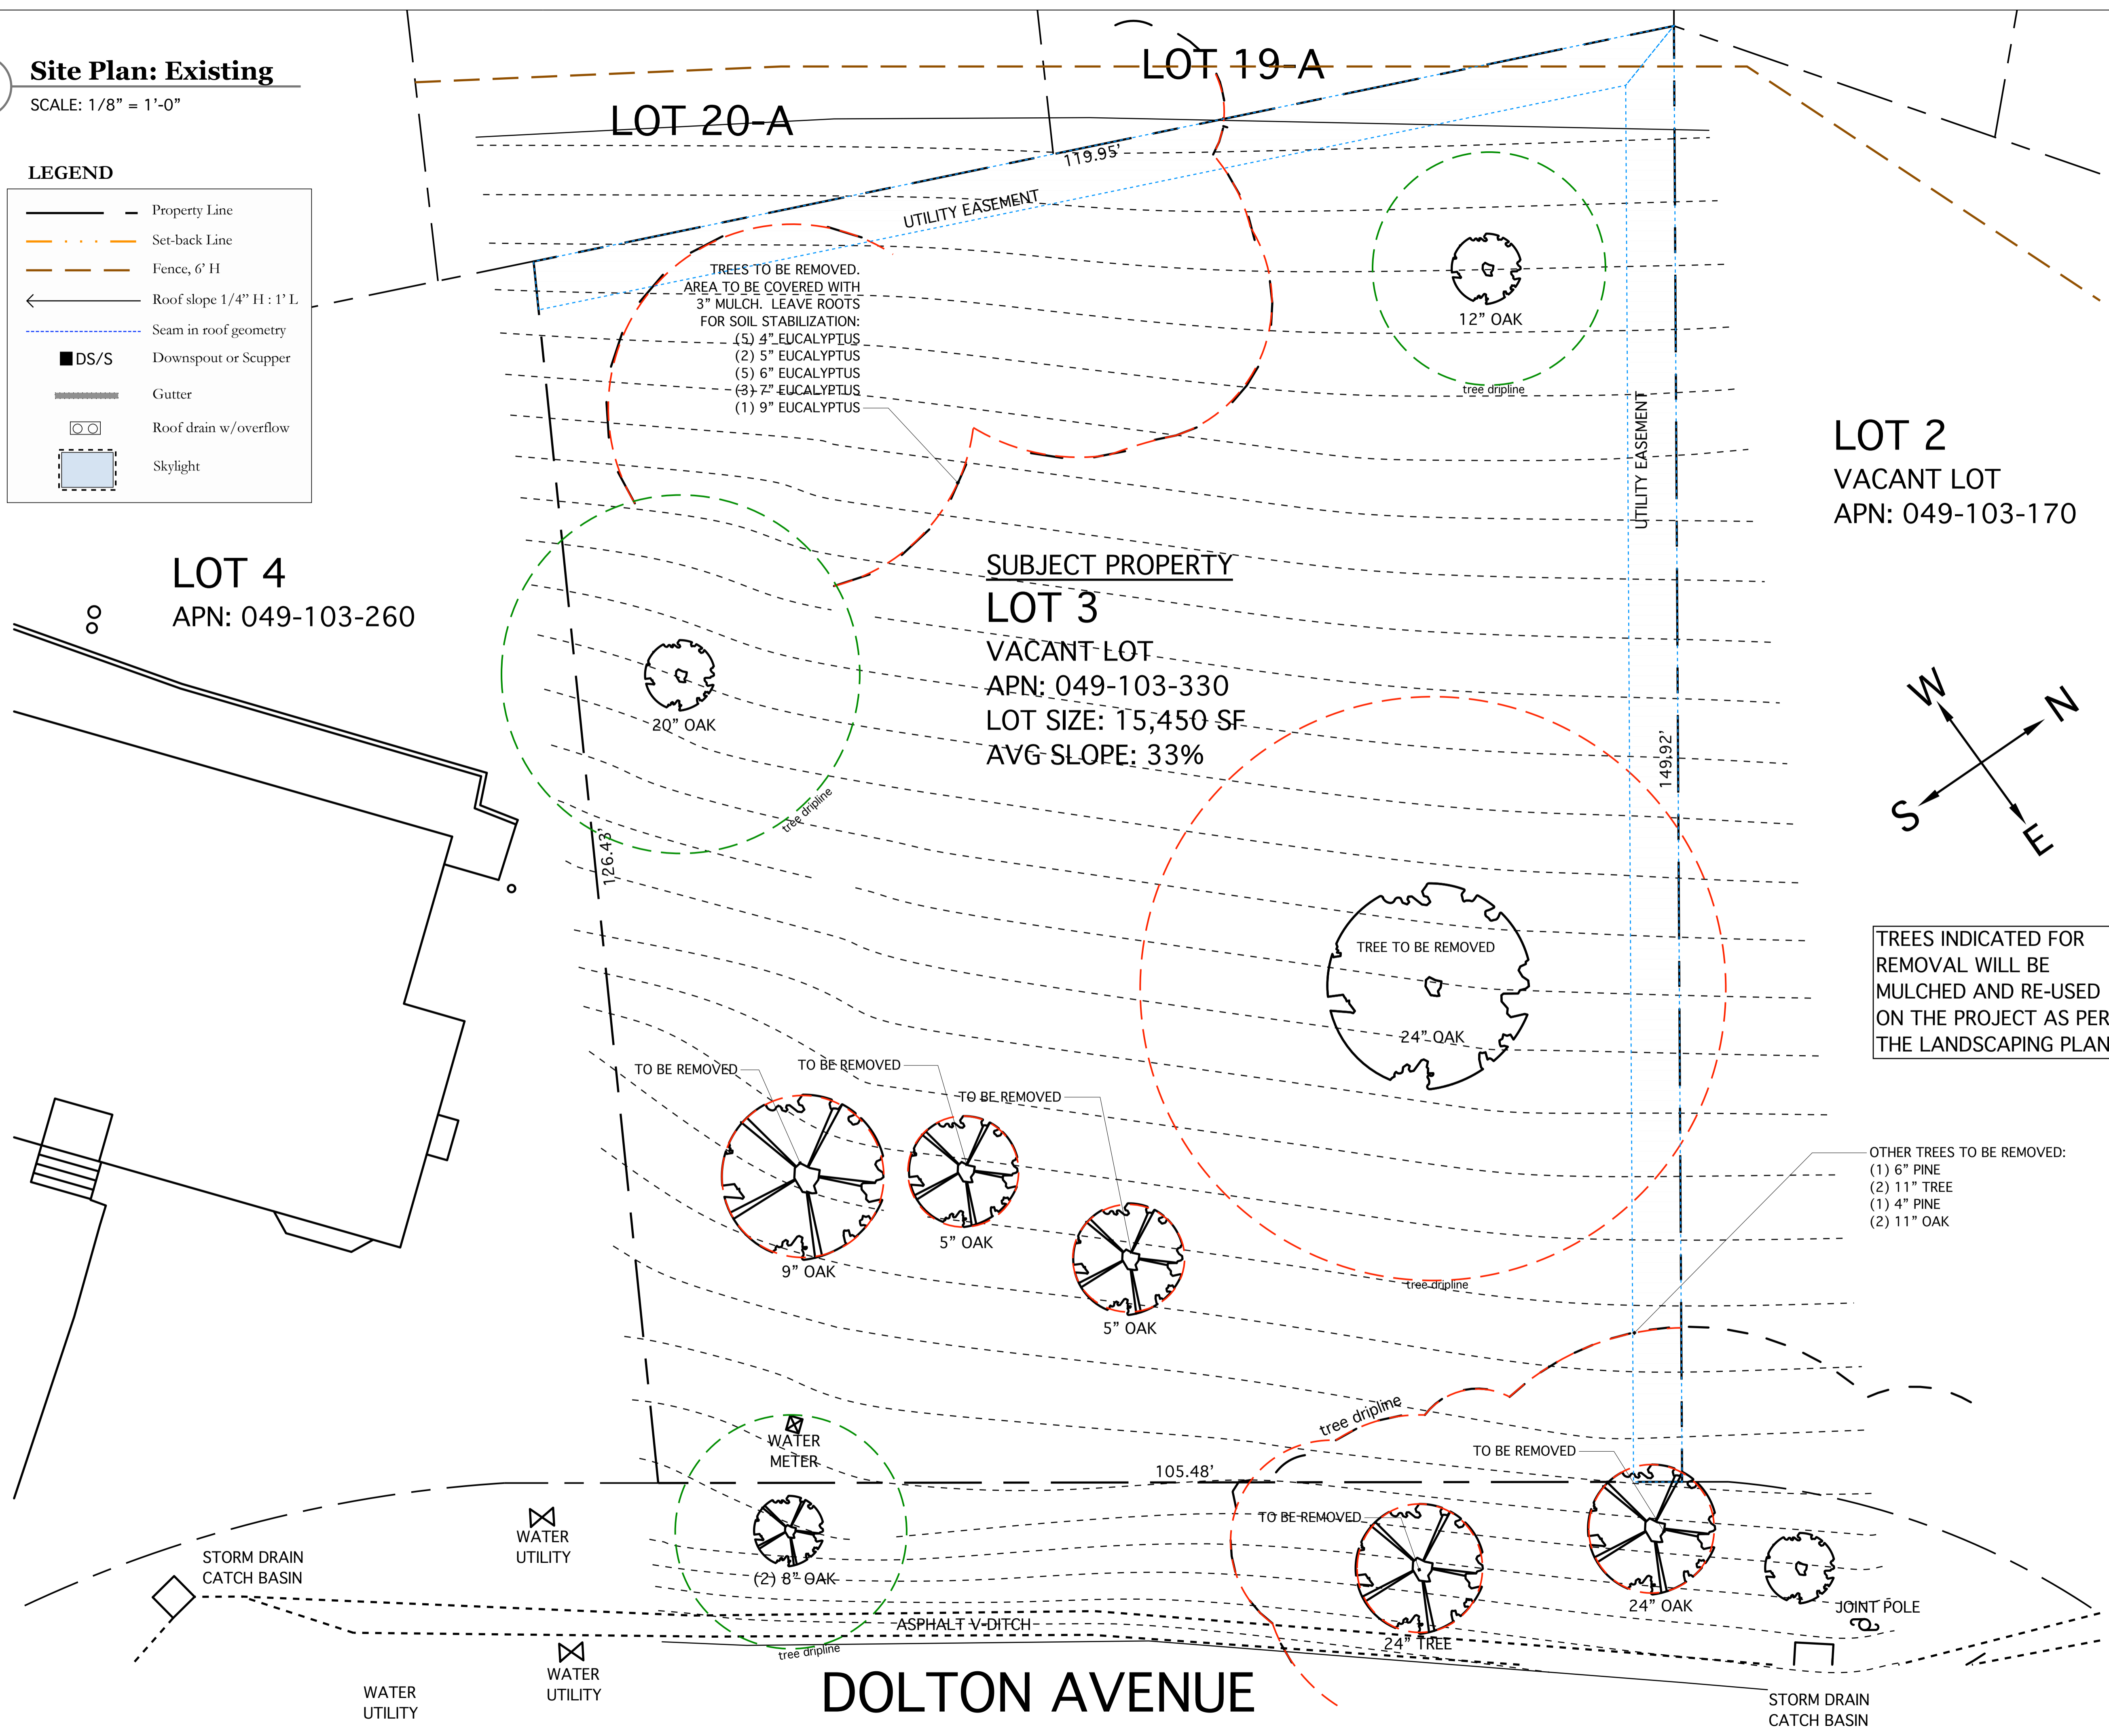 Site Plan: Existing
SCALE: 1/8” = 1’-0”
LEGEND
Property Line
Set-back Line
Fence, 6’ H
Roof slope 1/4” H : 1’ L
Seam in roof geometry
DS/S Downspout or Scupper
Gutter
Roof drain w/overflow
Skylight
LOT 19-A
LOT 20-A
119.95’
UTILITY EASEMENT
TREES TO BE REMOVED.
AREA TO BE COVERED WITH
3” MULCH. LEAVE ROOTS
FOR SOIL STABILIZATION:
(5) 4” EUCALYPTUS
(2) 5” EUCALYPTUS
(5) 6” EUCALYPTUS
(3) 7” EUCALYPTUS
(1) 9” EUCALYPTUS
12” OAK
tree dripline
UTILITY EASEMENT
LOT 2
VACANT LOT
APN: 049-103-170
LOT 4
APN: 049-103-260
SUBJECT PROPERTY
LOT 3
VACANT LOT
APN: 049-103-330
LOT SIZE: 15,450 SF
AVG SLOPE: 33%
20” OAK
tree dripline
126.43’
149.92’
W
N
S
E
TREES INDICATED FOR
REMOVAL WILL BE
MULCHED AND RE-USED
ON THE PROJECT AS PER
THE LANDSCAPING PLAN
TREE TO BE REMOVED
24” OAK
tree dripline
TO BE REMOVED
TO BE REMOVED
TO BE REMOVED
9” OAK
5” OAK
5” OAK
OTHER TREES TO BE REMOVED:
(1) 6” PINE
(2) 11” TREE
(1) 4” PINE
(2) 11” OAK
tree dripline
WATER
METER
105.48’
TO BE REMOVED
TO BE REMOVED
WATER
UTILITY
STORM DRAIN
CATCH BASIN
(2) 8” OAK
24” OAK
JOINT POLE
ASPHALT V-DITCH
24” TREE
tree dripline
WATER
UTILITY
WATER
UTILITY
DOLTON AVENUE
STORM DRAIN
CATCH BASIN